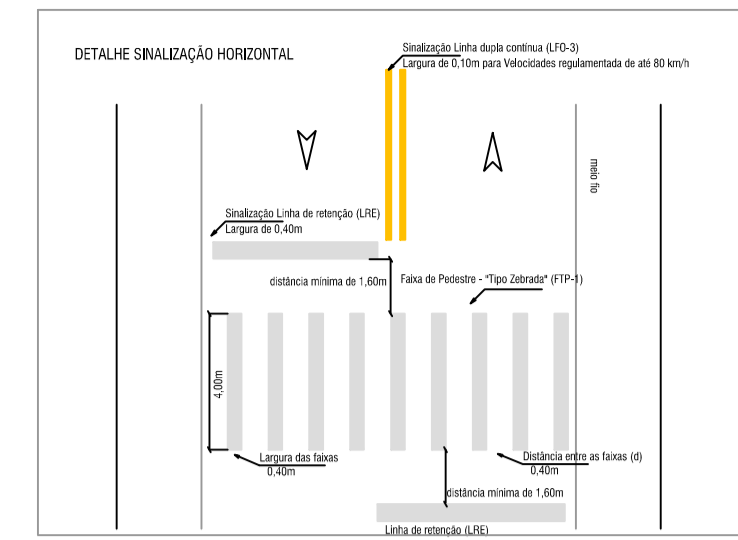 DETALHE SINALIZAÇÃO HORIZONTAL
Sinalização Linha dupla contínua (LFO-3)
Largura de 0,10m para Velocidades regulamentada de até 80 km/h
meio fio
Sinalização Linha de retenção (LRE)
Largura de 0,40m
distância mínima de 1,60m
Faixa de Pedestre - "Tipo Zebrada" (FTP-1)
4,00m
Largura das faixas
0,40m
Distância entre as faixas (d)
0,40m
distância mínima de 1,60m
Linha de retenção (LRE)